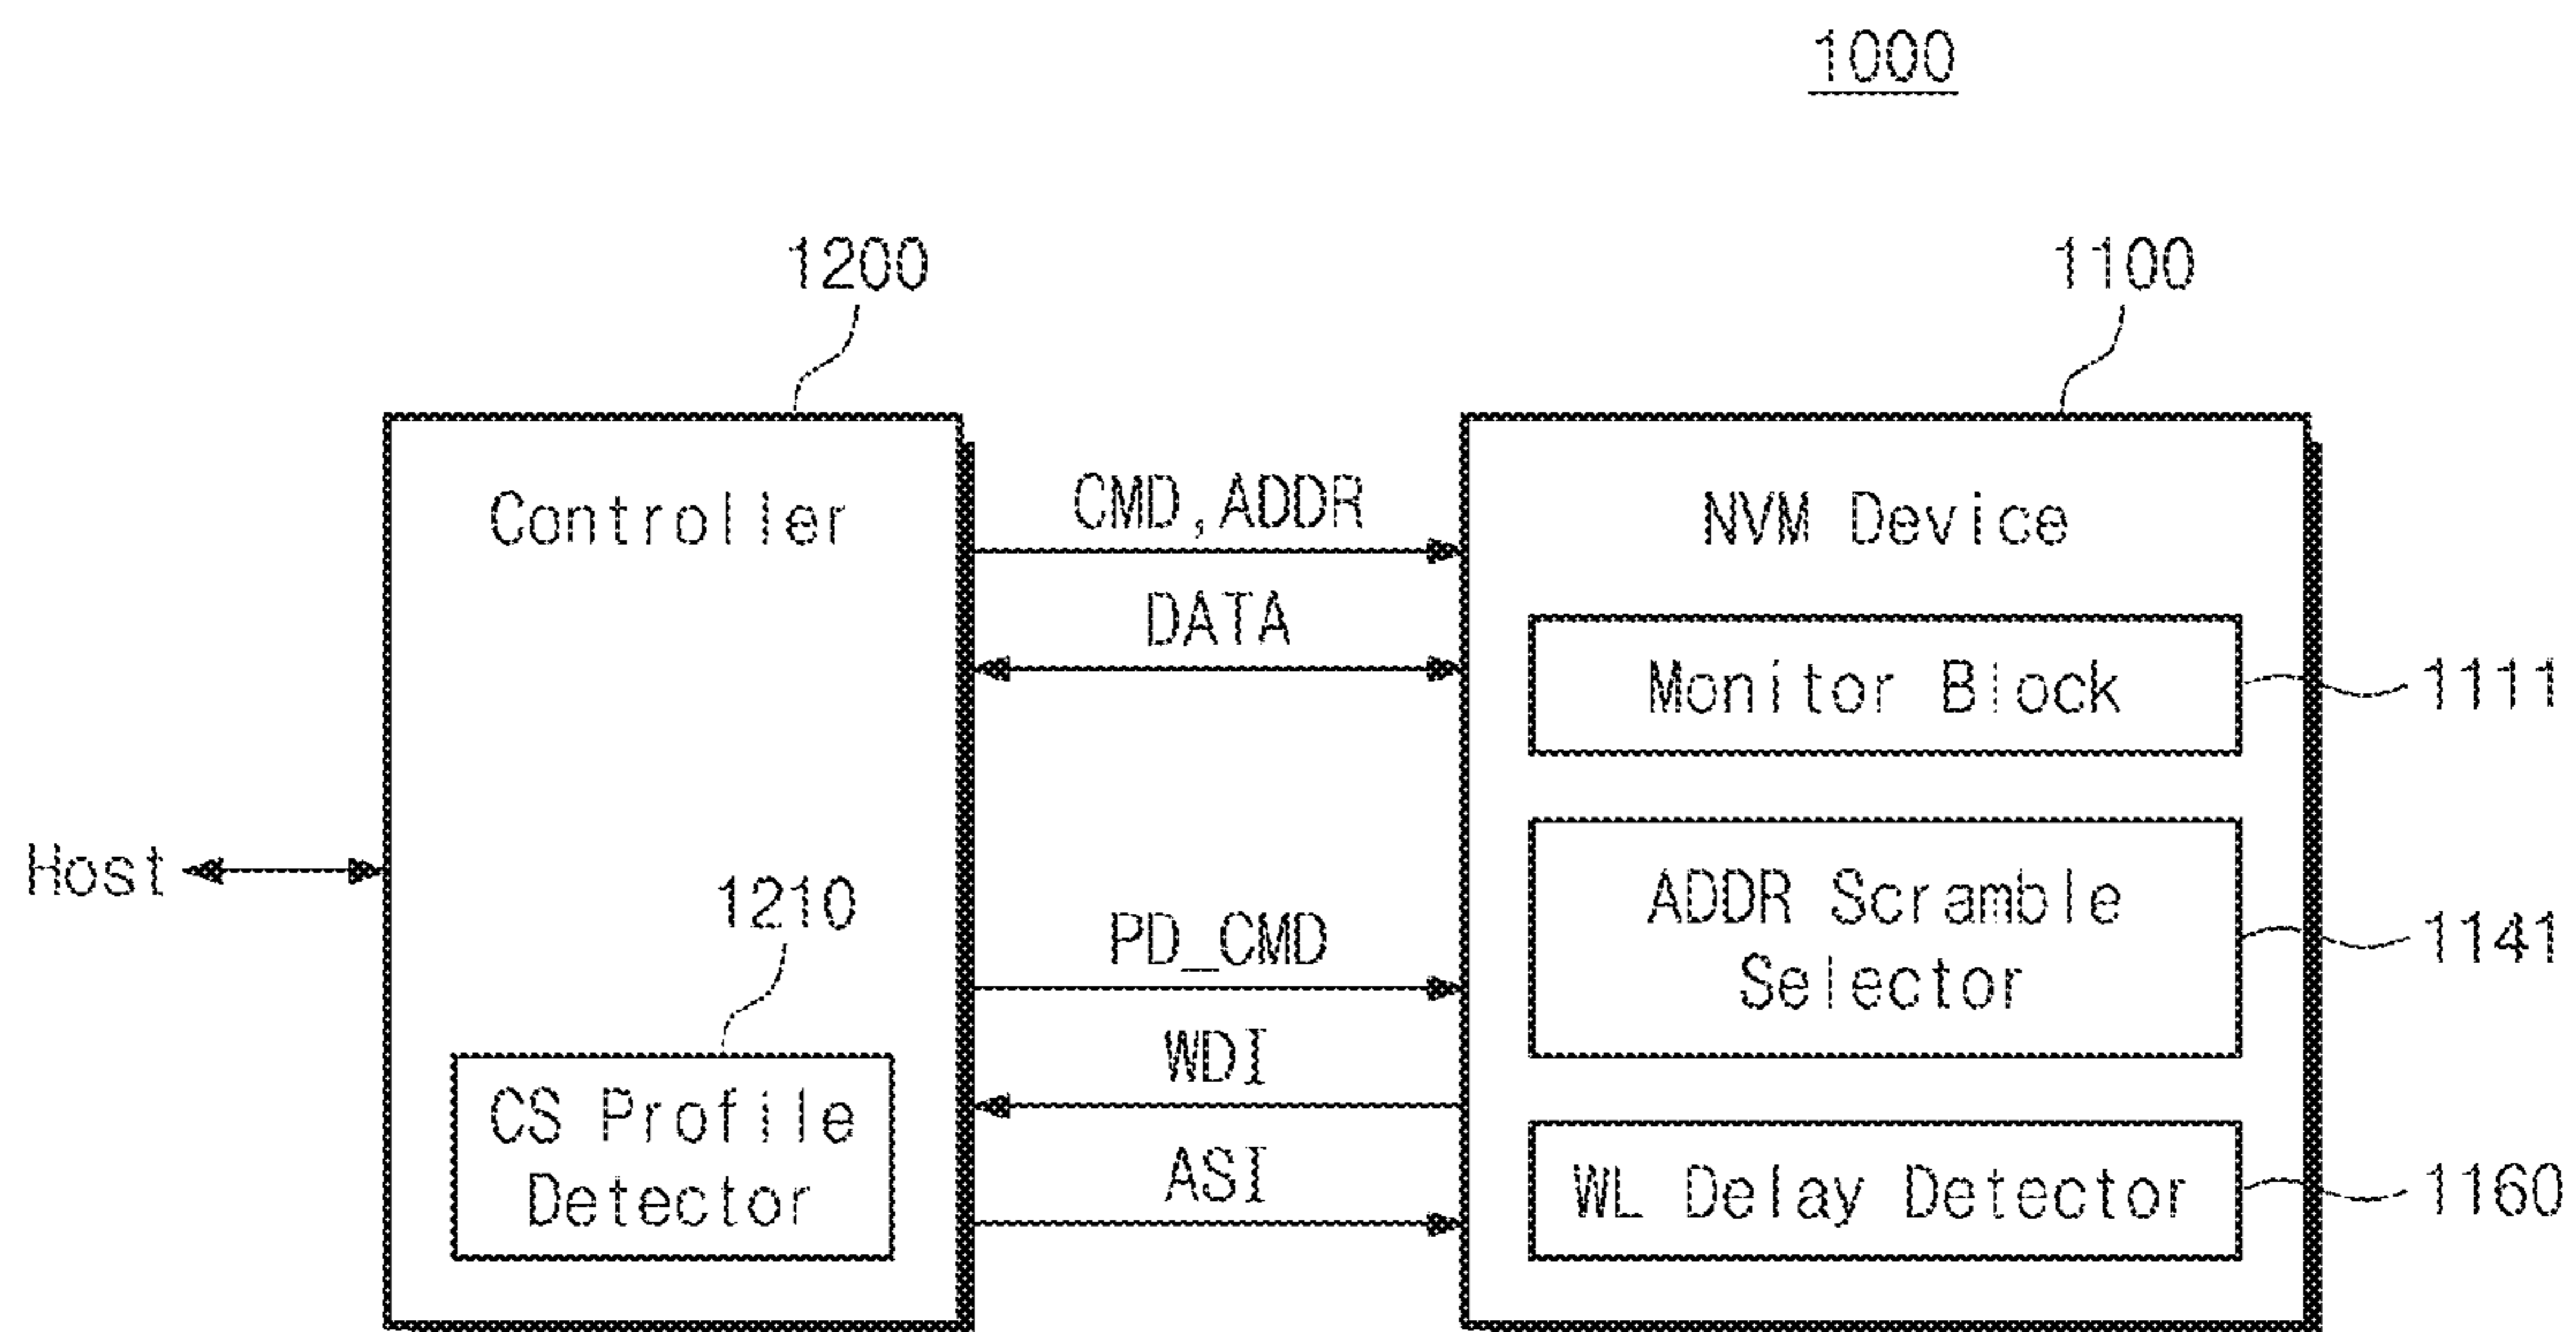 1000
1200
1100
Controller
CMD,ADDR
NVM Device
DATA
Monitor Block
1111
Host
1210
PD_CMD
ADDR Scramble
Selector
1141
WDI
CS Profile
Detector
ASI
WL Delay Detector
1160